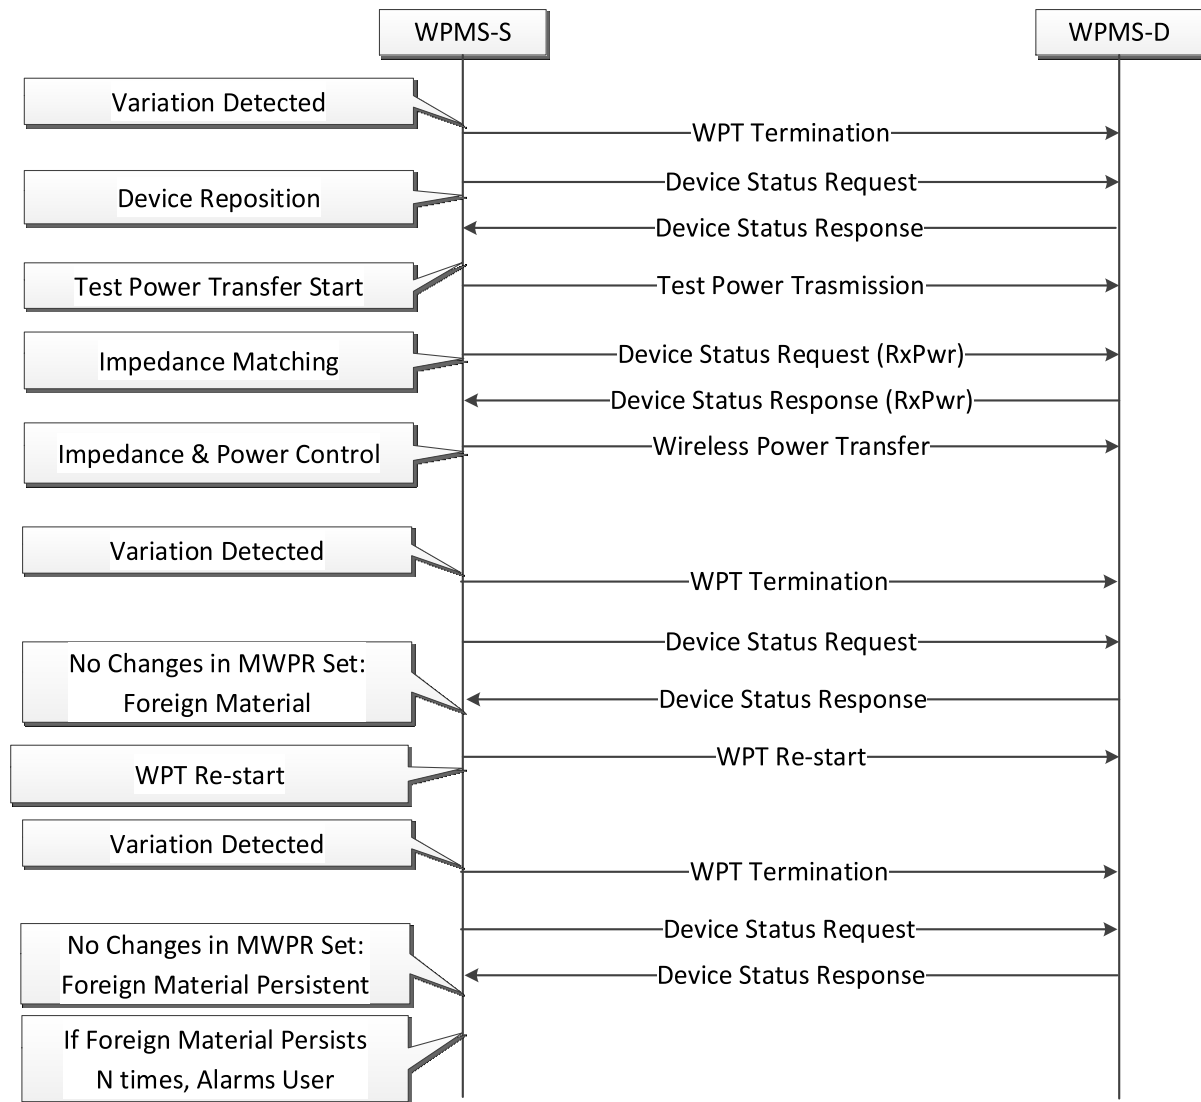 WPMS-S
WPMS-D
Variation Detected
WPT Termination
Device Status Request
Device Reposition
Device Status Response
Test Power Transfer Start
Test Power Trasmission
Impedance Matching
Device Status Request (RxPwr)
Device Status Response (RxPwr)
Impedance & Power Control
Wireless Power Transfer
Variation Detected
WPT Termination
Device Status Request
No Changes in MWPR Set:
Foreign Material
Device Status Response
WPT Re-start
WPT Re-start
Variation Detected
WPT Termination
Device Status Request
No Changes in MWPR Set:
Foreign Material Persistent
Device Status Response
If Foreign Material Persists
N times, Alarms User